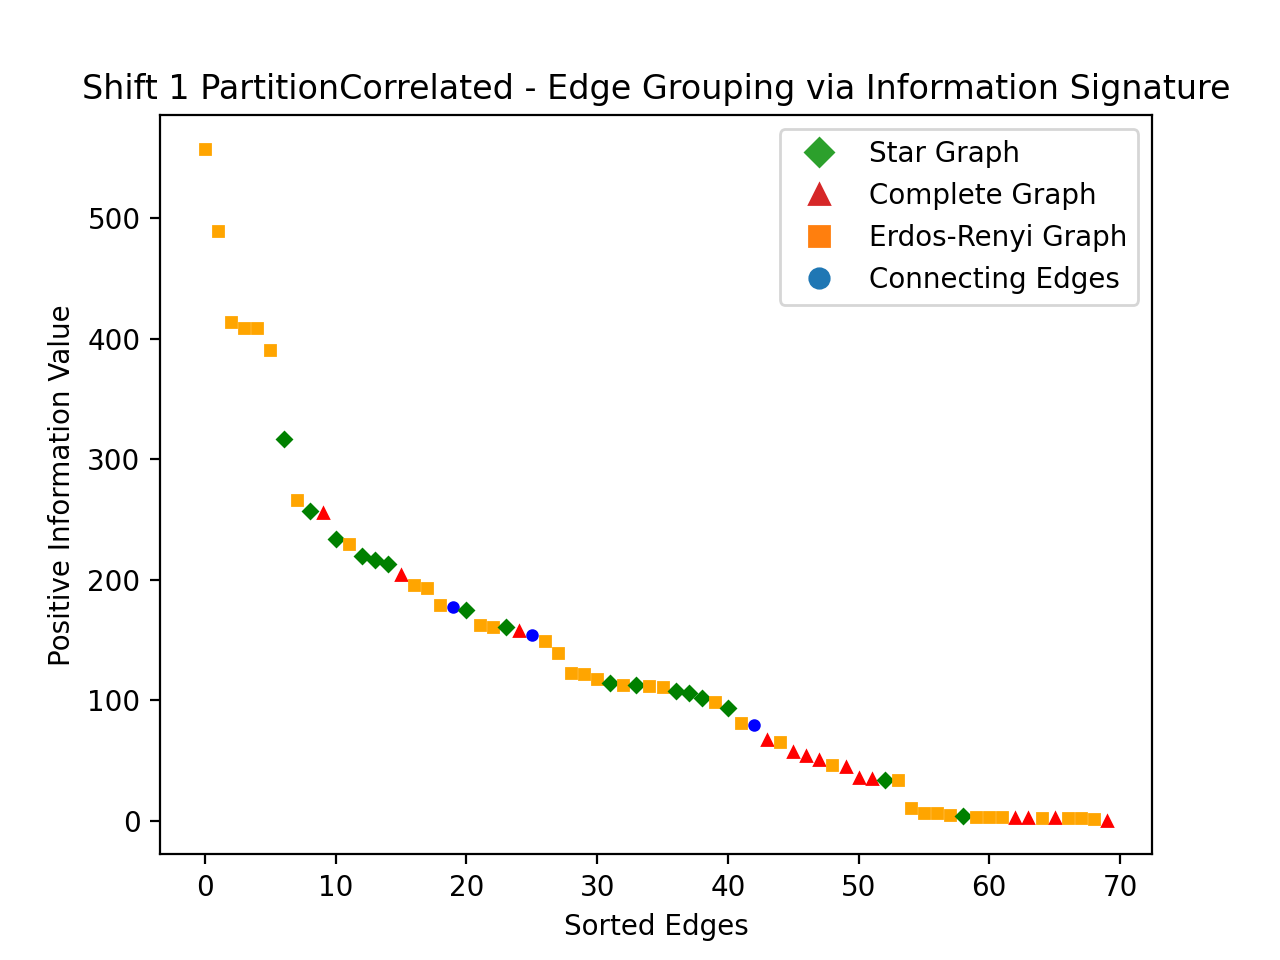 Shift 1 PartitionCorrelated - Edge Grouping via Information Signature
Star Graph
Complete Graph
Erdos-Renyi Graph
Connecting Edges
500
400
300
200
100
0
Positive Information Value
0 10 20 30 40 50 60 70
Sorted Edges